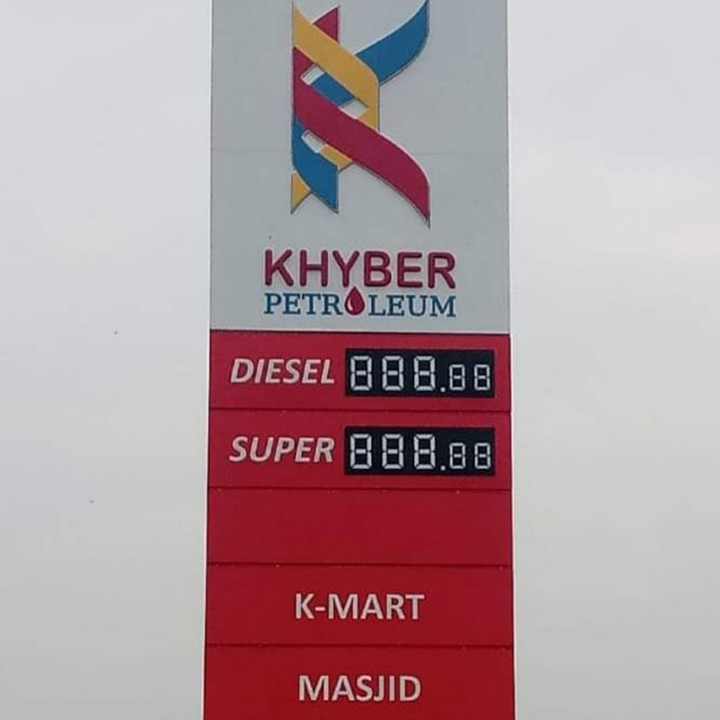 KHYBER
PETROLEUM
DIESEL 888.88
SUPER 888.88
K-MART
MASJID